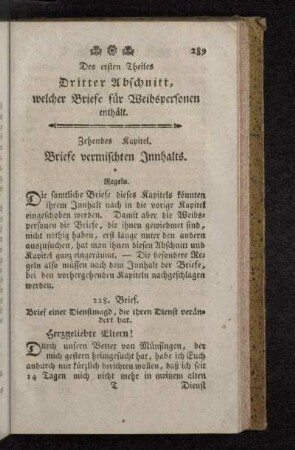 289
Des ersten Theiles
Dritter Abschnitt,
welcher Briefe für Weibspersonen
enthält.
Zehendes Kapitel.
Briefe vermischten Innhalts.
Regeln.
Die samtliche Briefe dieses Kapitels könnten
ihrem Innhalt nach in die vorige Kapitel
eingeschoben werden. Damit aber die Weibs-
personen die Briefe, die ihnen gewiedmet sind,
nicht nöthig haben, erst lange unter den andern
auszusuchen, hat man ihnen diesen Abschnitt und
Kapitel ganz eingeräumt. — Die besondere Re-
geln also müssen nach dem Innhalt der Briefe,
bei den vorhergehenden Kapiteln nachgeschlagen
werden.
228. Brief.
Brief einer Dienstmagd, die ihren Dienst verän-
dert hat.
Herzgeliebte Eltern!
Durch unsern Vetter von Münsingen, der
mich gestern heimgesucht hat, habe ich Euch
andurch nur kürzlich berichten wollen, daß ich seit
14 Tagen mich nicht mehr in meinem alten
T Dienst